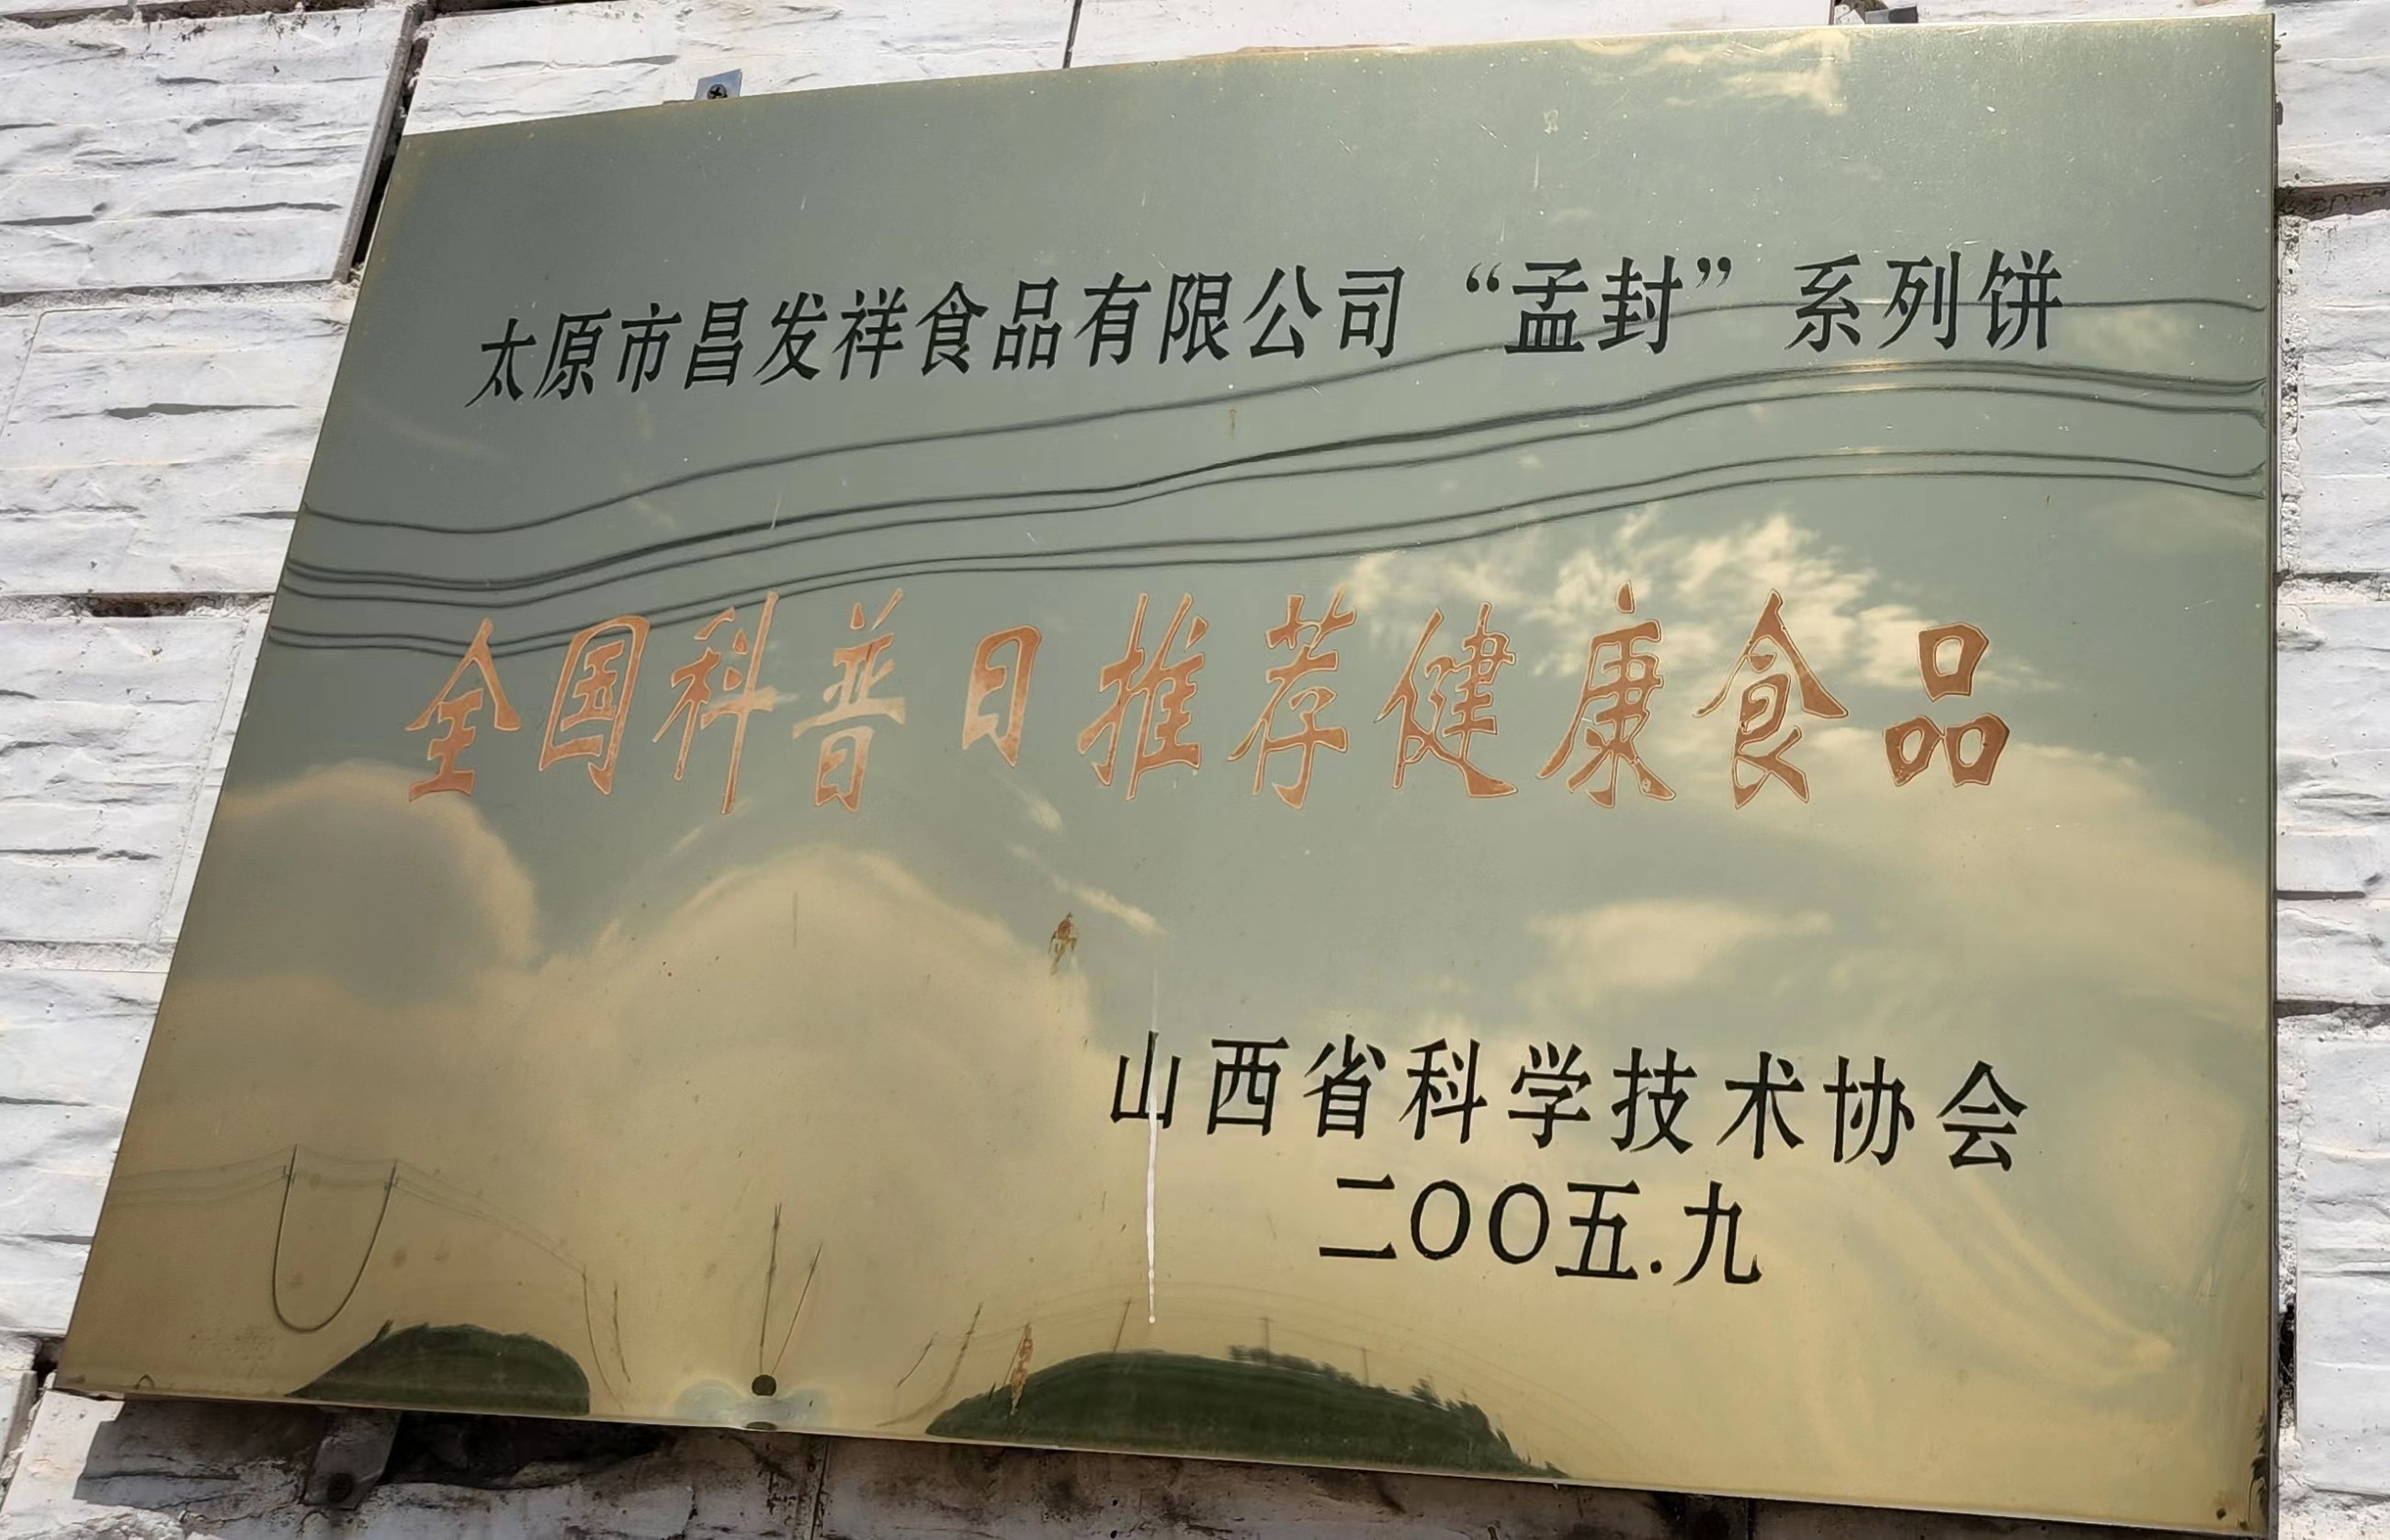 太原市昌发祥食品有限公司“孟封”系列饼
全国科普日推荐健康食品
山西省科学技术协会
二〇〇五.九